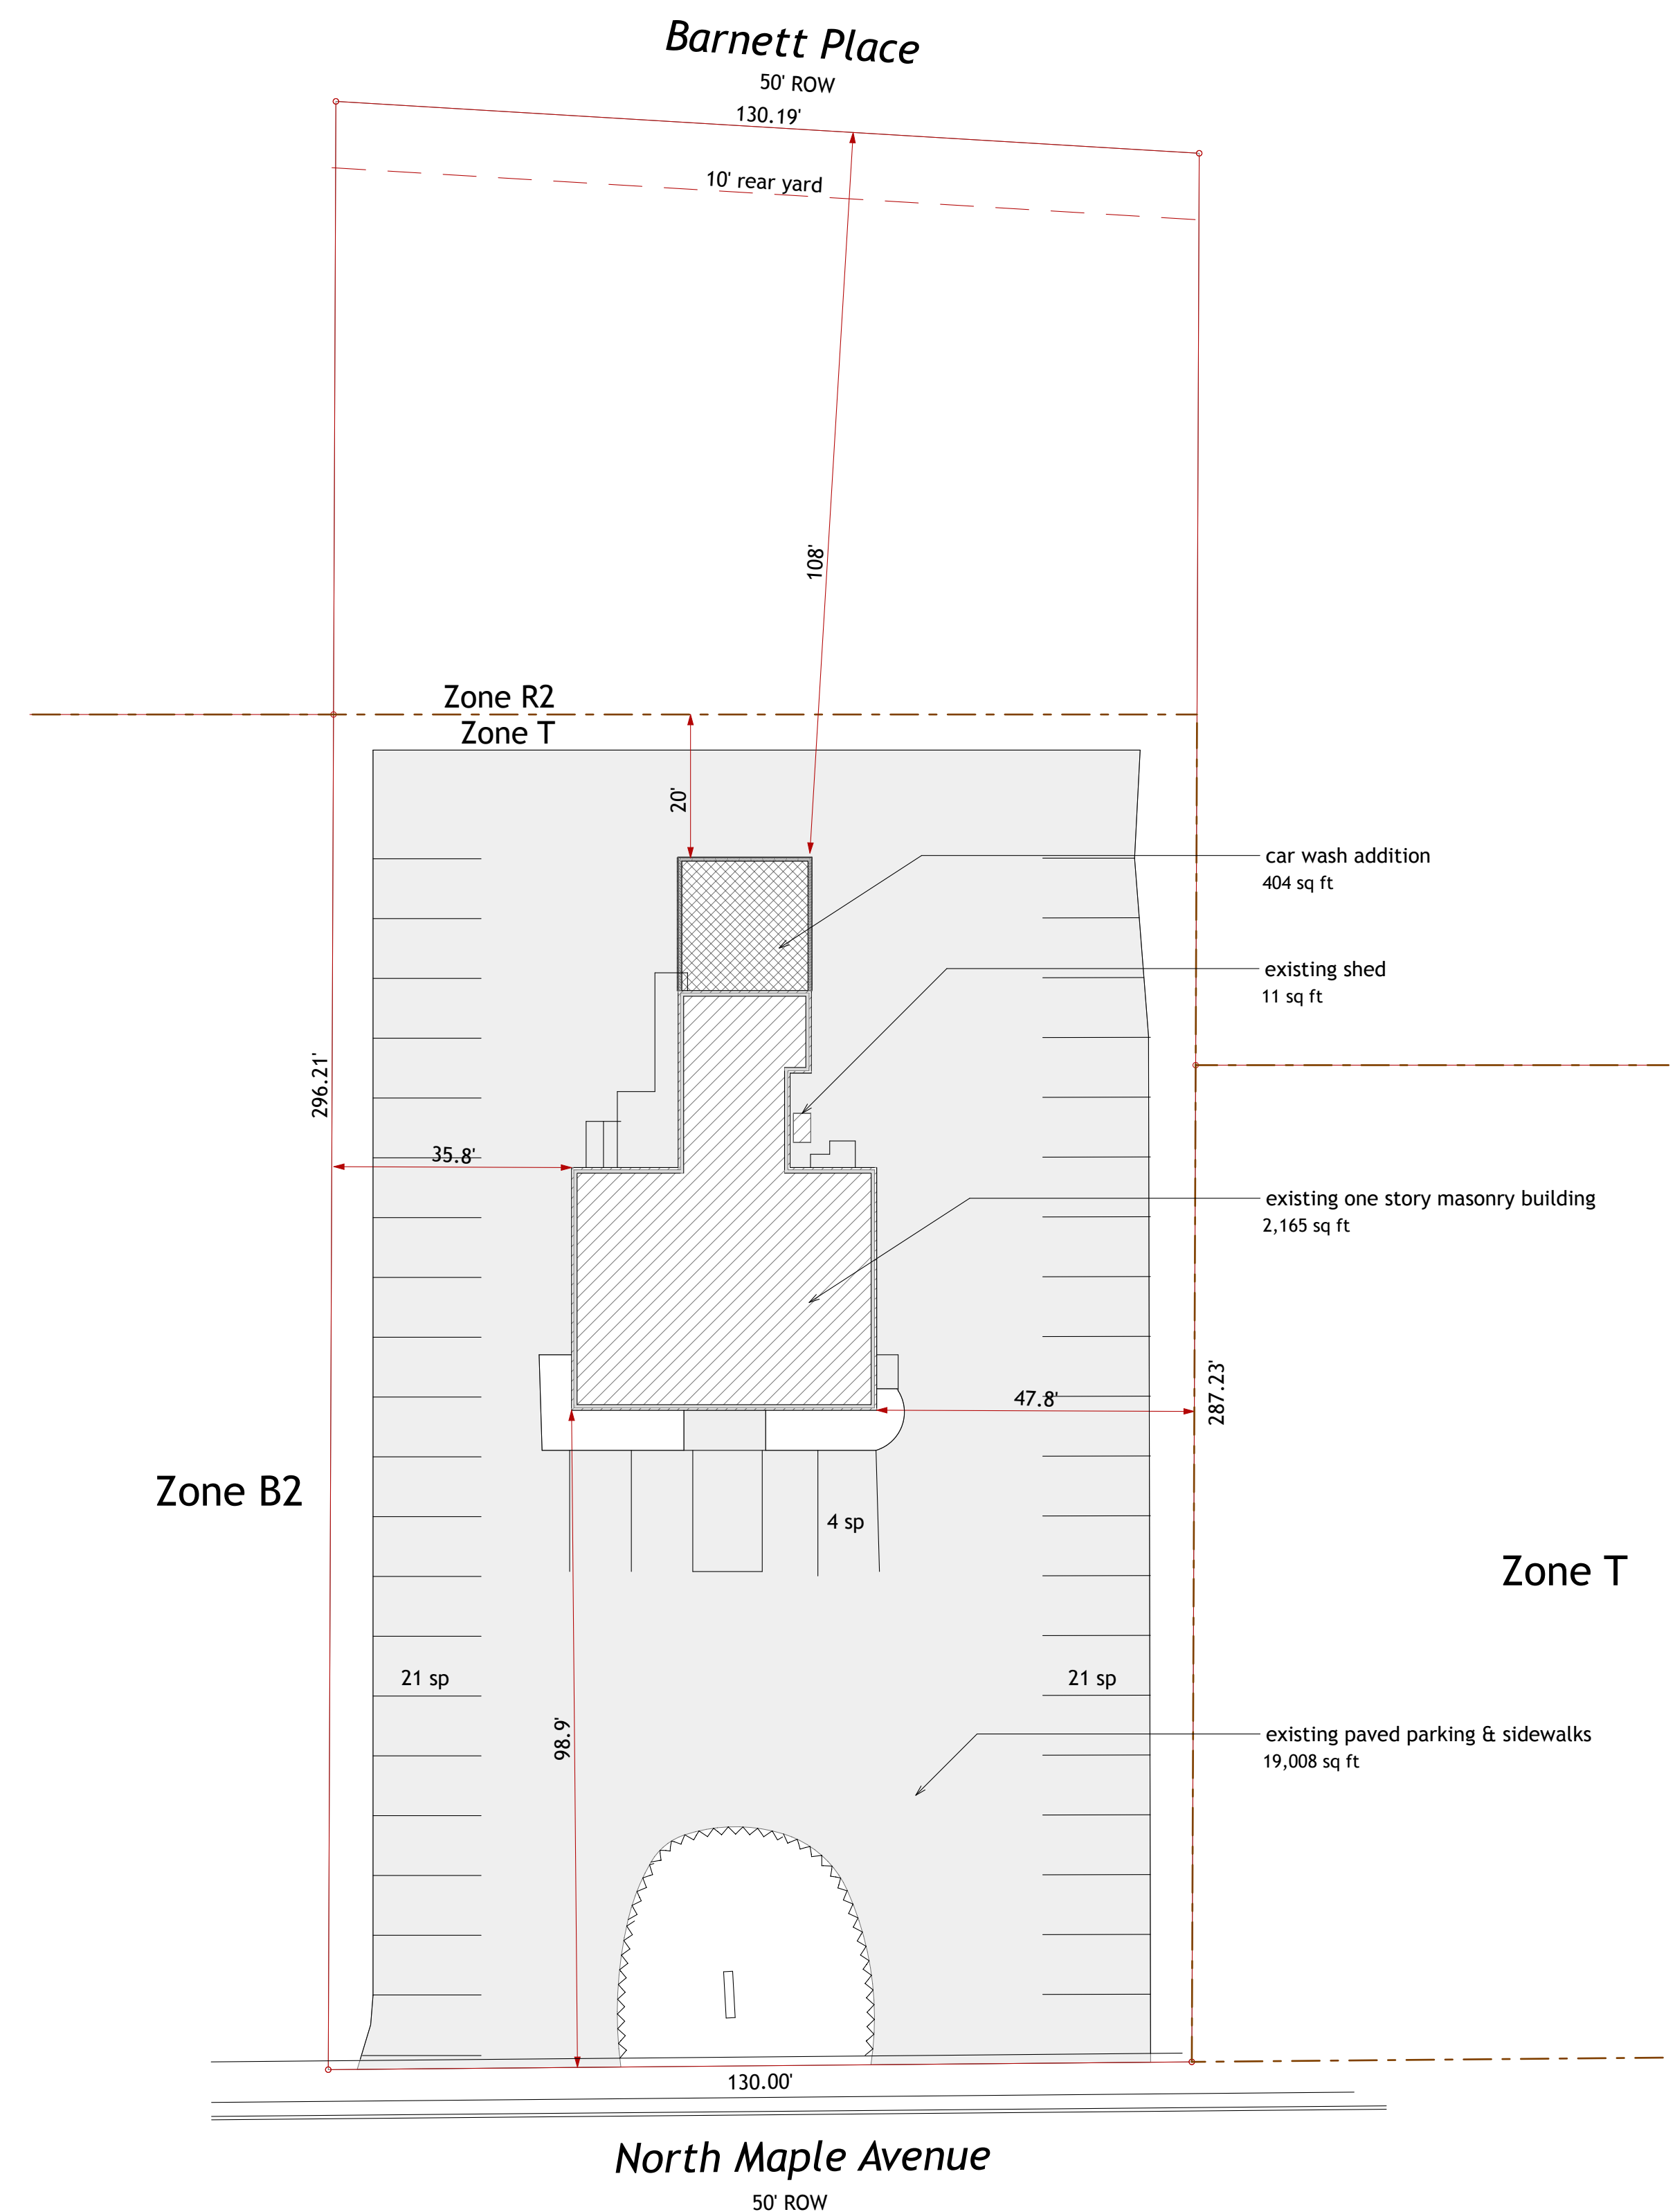 Barnett Place
50' ROW
130.19'
10' rear yard
108'
Zone R2
Zone T
20'
car wash addition
404 sq ft
existing shed
11 sq ft
296.21'
35.8'
existing one story masonry building
2,165 sq ft
47.8'
287.23'
Zone B2
4 sp
Zone T
21 sp
21 sp
98.9'
existing paved parking & sidewalks
19,008 sq ft
130.00'
North Maple Avenue
50' ROW